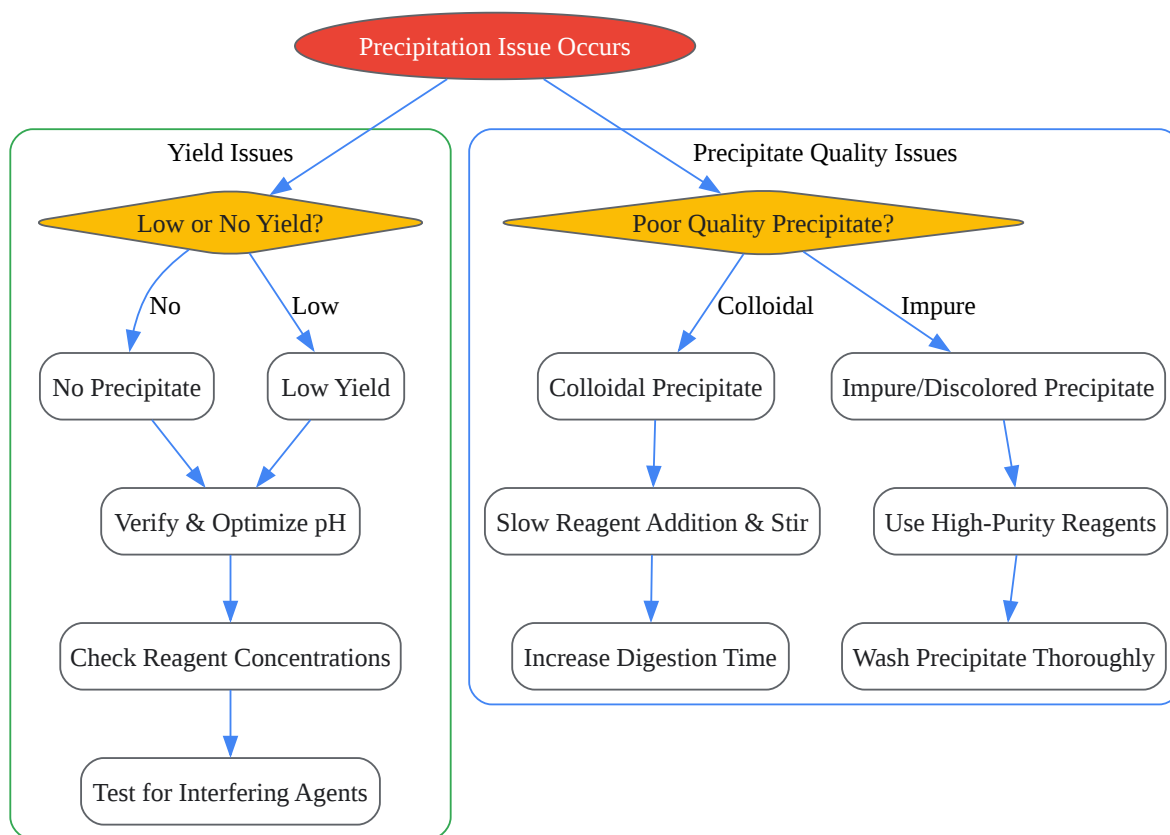 Precipitation Issue Occurs
Yield Issues
Precipitate Quality Issues
Low or No Yield?
Poor Quality Precipitate?
No
Low
Colloidal
Impure
No Precipitate
Low Yield
Colloidal Precipitate
Impure/Discolored Precipitate
Verify & Optimize pH
Slow Reagent Addition & Stir
Use High-Purity Reagents
Check Reagent Concentrations
Increase Digestion Time
Wash Precipitate Thoroughly
Test for Interfering Agents